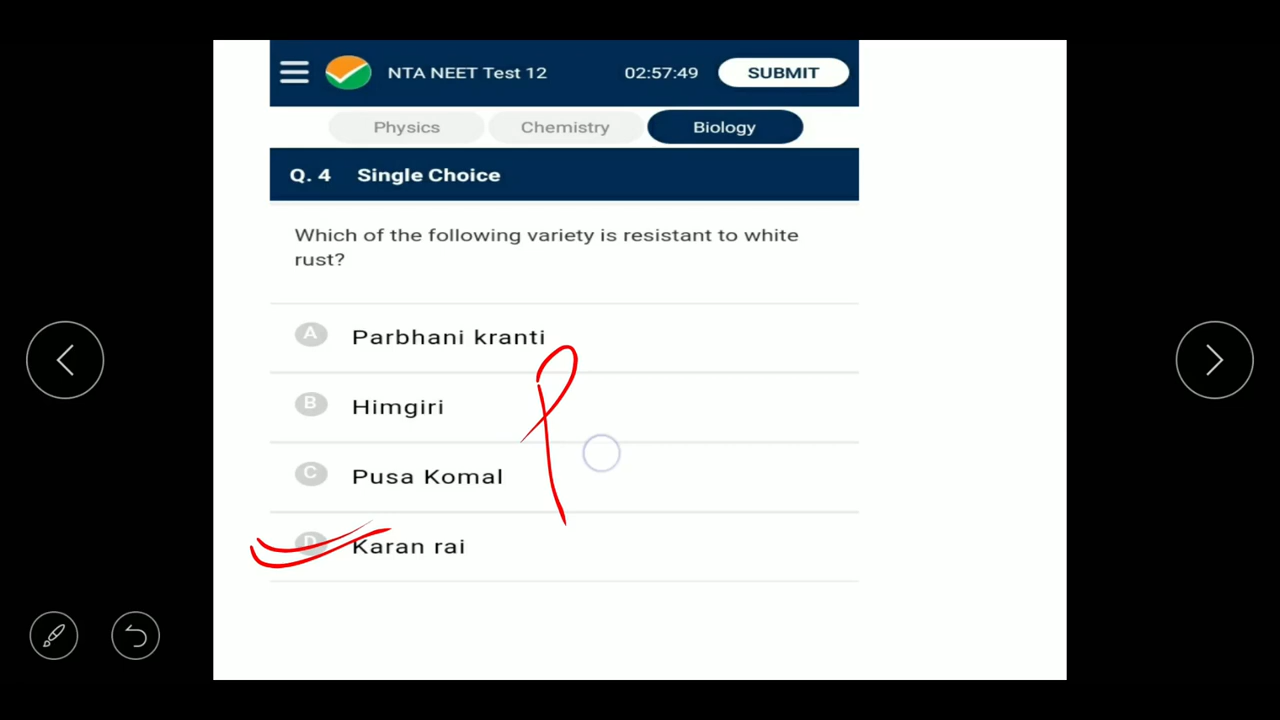 NTA NEET Test 12 02:57:49 SUBMIT
Physics Chemistry Biology
Q. 4 Single Choice
Which of the following variety is resistant to white
rust?
A Parbhani kranti
B Himgiri
C Pusa Komal
D Karan rai